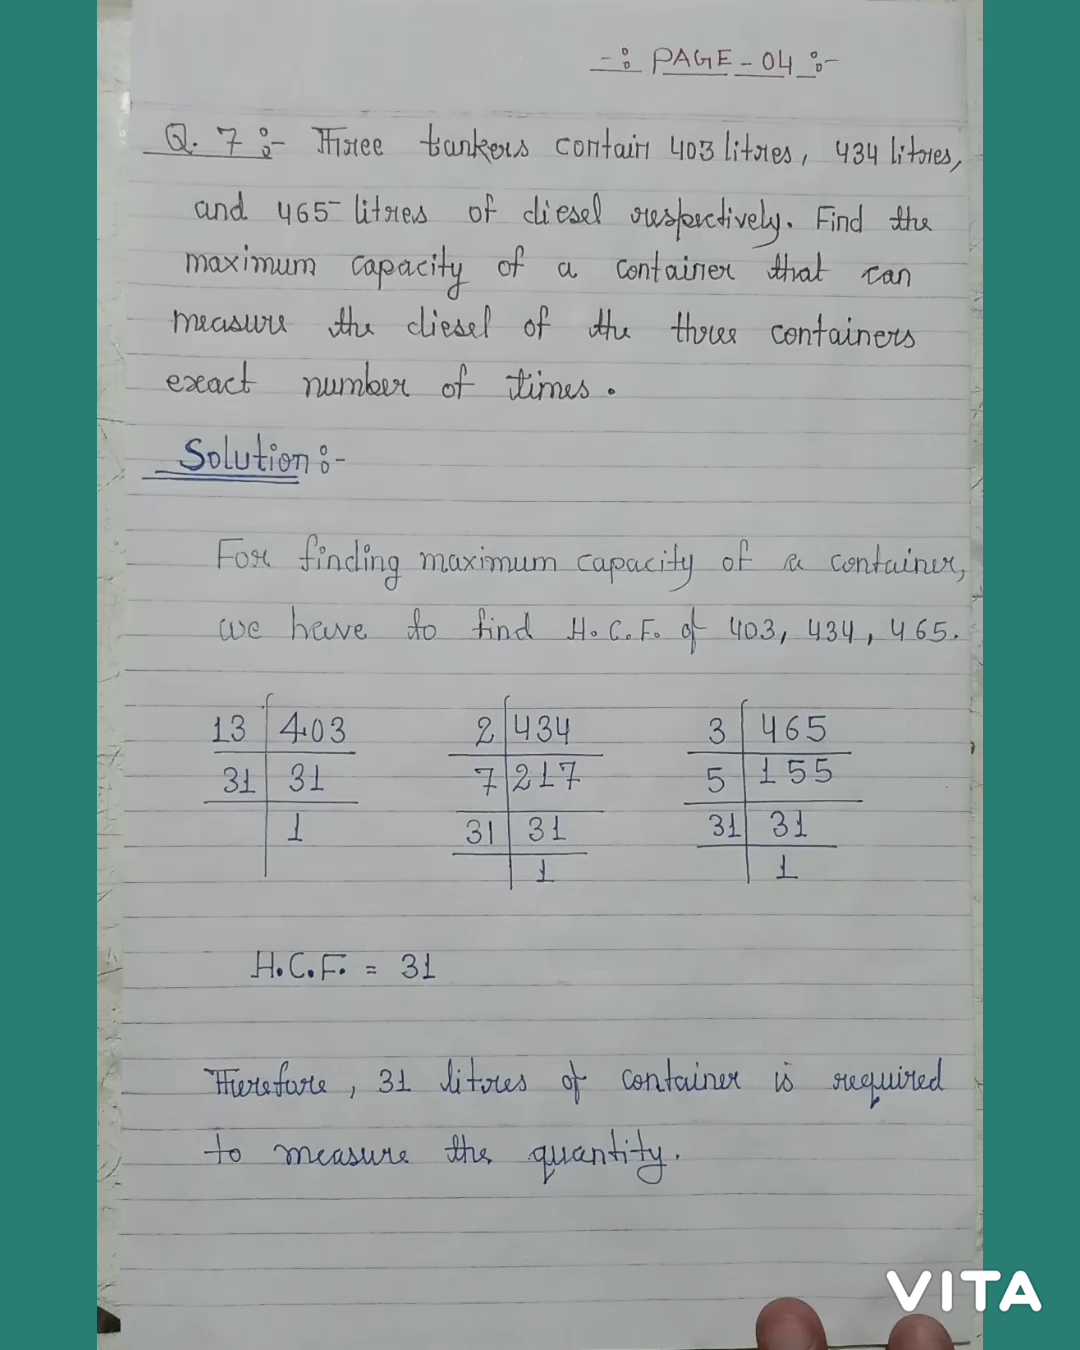 -: PAGE-04 :-
Q. 7 :- Three tankers contain 403 litres, 434 litres,
and 465 litres of diesel respectively. Find the
maximum capacity of a container that can
measure the diesel of the three containers
exact number of times.
Solution :-
For finding maximum capacity of a container,
we have to find H.C.F. of 403, 434, 465.
13 | 403  2 | 434  3 | 465
31 | 31  7 | 217  5 | 155
1  31 | 31  31 | 31
1  1
H.C.F. = 31
Therefore, 31 litres of container is required
to measure the quantity.
VITA